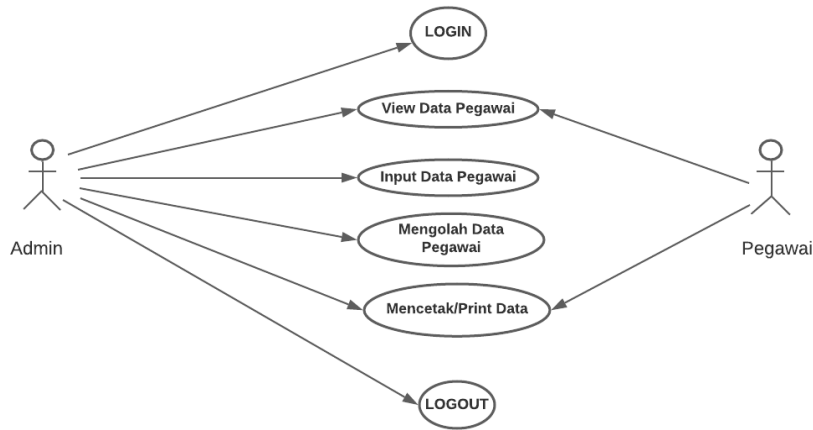 LOGIN
View Data Pegawai
Input Data Pegawai
Mengolah Data
Pegawai
Admin
Pegawai
Mencetak/Print Data
LOGOUT